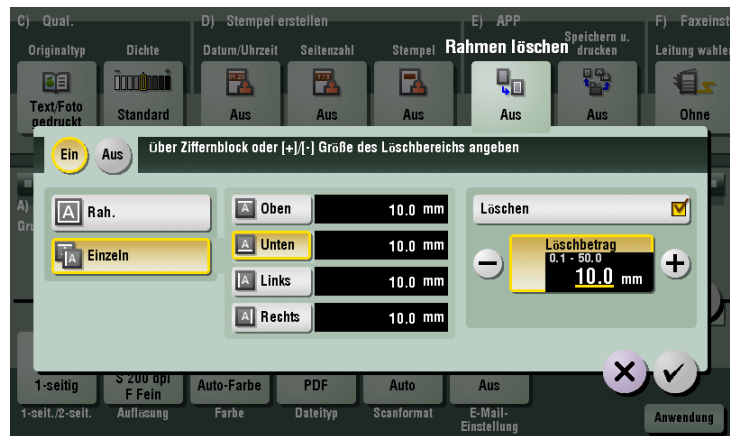 C) Qual.
D) Stempel erstellen
E) APP
F) Faxeinst
Originaltyp
Dichte
Datum/Uhrzeit
Seitenzahl
Stempel
Rahmen löschen
Speichern u.
drucken
Leitung wähle
Text/Foto
gedruckt
Standard
Aus
Aus
Aus
Aus
Aus
Ohne
Ein
Aus
Über Ziffernblock oder [+]/[-] Größe des Löschbereichs angeben
A)
Gru
Rah.
Einzeln
Oben
10.0 mm
Unten
10.0 mm
Links
10.0 mm
Rechts
10.0 mm
Löschen
Löschbetrag
0.1 - 50.0
10.0 mm
1-seitig
S 200 dpi
F Fein
Auto-Farbe
PDF
Auto
Aus
1-seit./2-seit.
Auflösung
Farbe
Dateityp
Scanformat
E-Mail-
Einstellung
Anwendung